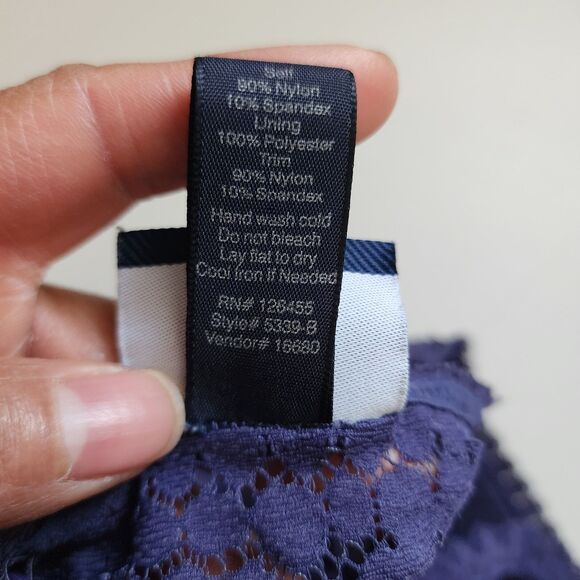 Self
90% Nylon
10% Spandex
Lining
100% Polyester
Trim
90% Nylon
10% Spandex
Hand wash cold
Do not bleach
Lay flat to dry
Cool Iron If Needed
RN# 126455
Style# 5339-B
Vendor# 16680